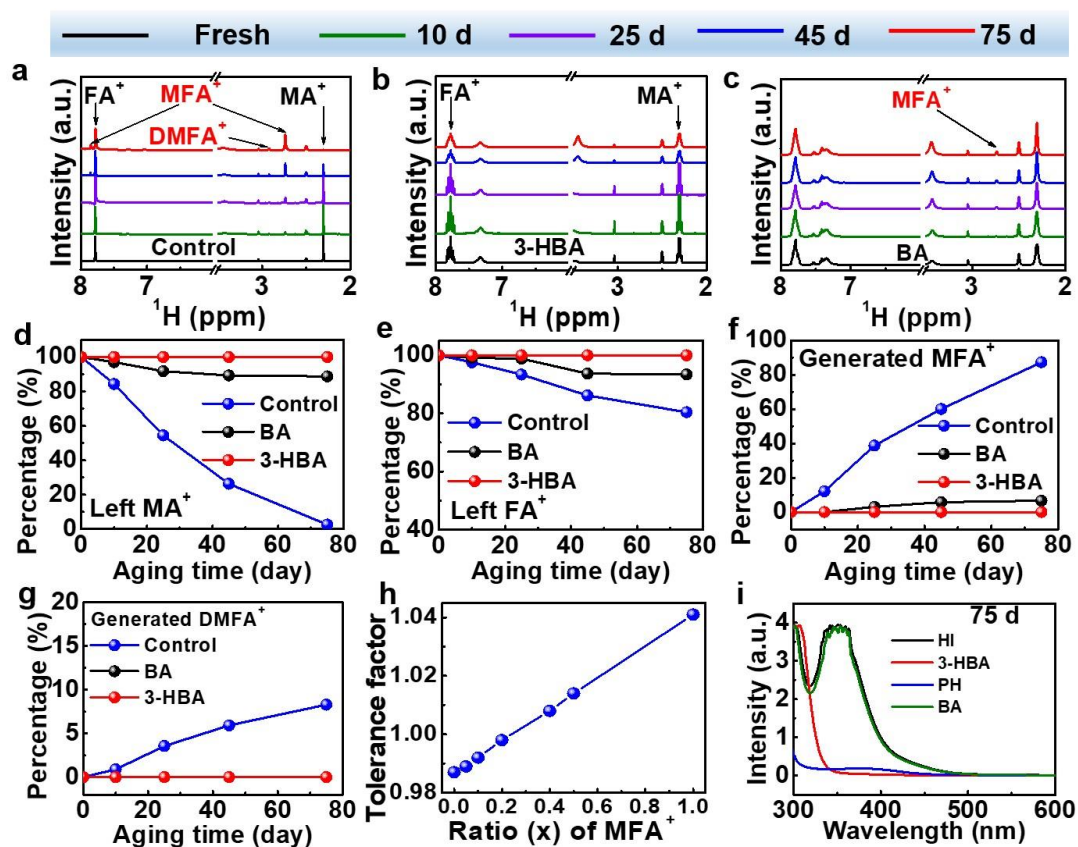 Fresh 10 d 25 d 45 d 75 d
a
FA⁺ MFA⁺ MA⁺
DMFA⁺
Control
Intensity (a.u.)
8 7 3 2
¹H (ppm)
b
FA⁺ MA⁺
3-HBA
Intensity (a.u.)
8 7 3 2
¹H (ppm)
c
MFA⁺
BA
Intensity (a.u.)
8 7 3 2
¹H (ppm)
d
Percentage (%)
100
80
60
40
20
0
Control
BA
3-HBA
Left MA⁺
0 20 40 60 80
Aging time (day)
e
Percentage (%)
100
80
60
40
Control
BA
3-HBA
Left FA⁺
0 20 40 60 80
Aging time (day)
f
Percentage (%)
100
80
60
40
20
0
Generated MFA⁺
Control
BA
3-HBA
0 20 40 60 80
Aging time (day)
g
Percentage (%)
20
15
10
5
0
Generated DMFA⁺
Control
BA
3-HBA
0 20 40 60 80
Aging time (day)
h
Tolerance factor
1.04
1.02
1.00
0.98
0.0 0.2 0.4 0.6 0.8 1.0
Ratio (x) of MFA⁺
i
75 d
Intensity (a.u.)
4
3
2
1
0
HI
3-HBA
PH
BA
300 350 400 450 500 550 600
Wavelength (nm)